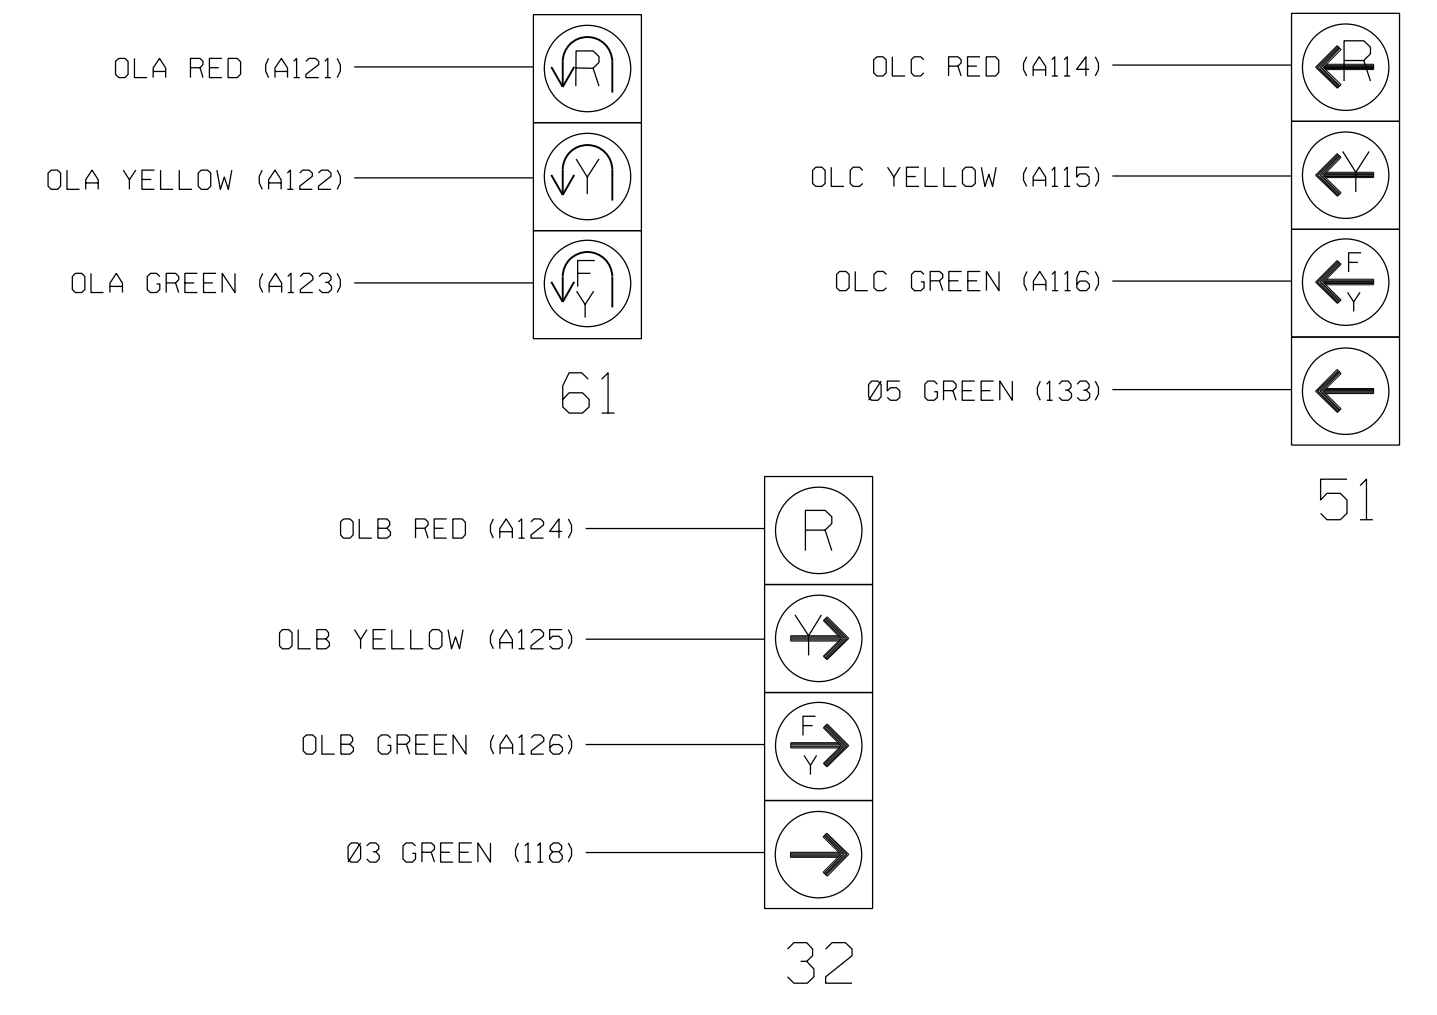 OLA RED (A121)
R
OLA YELLOW (A122)
Y
OLA GREEN (A123)
F
Y
61
OLC RED (A114)
R
OLC YELLOW (A115)
Y
OLC GREEN (A116)
F
Y
Ø5 GREEN (133)
51
OLB RED (A124)
R
OLB YELLOW (A125)
Y
OLB GREEN (A126)
F
Y
Ø3 GREEN (118)
32